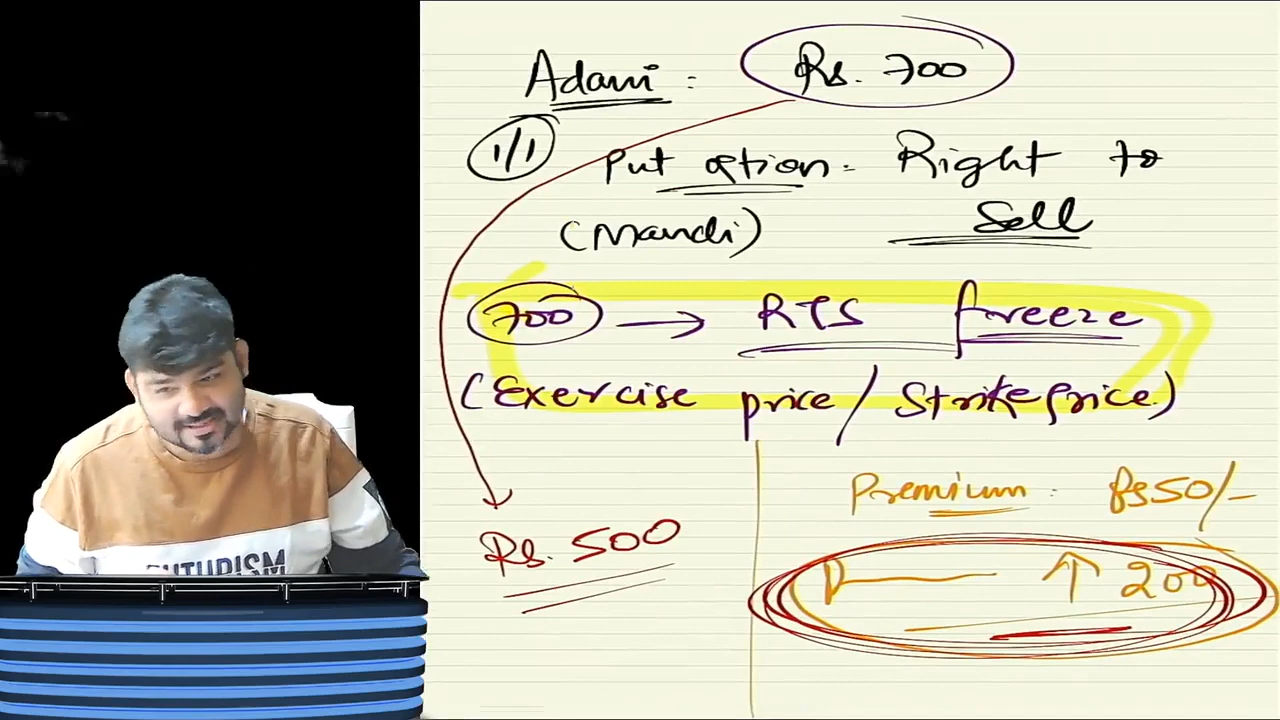 Adani : Rs. 700
1/1 Put option = Right to
(Mandi) Sell
700 → RTS freeze
(Exercise price / Strike price)
Premium : Rs 50/-
Rs. 500
P ↑ 200
FUTURISM